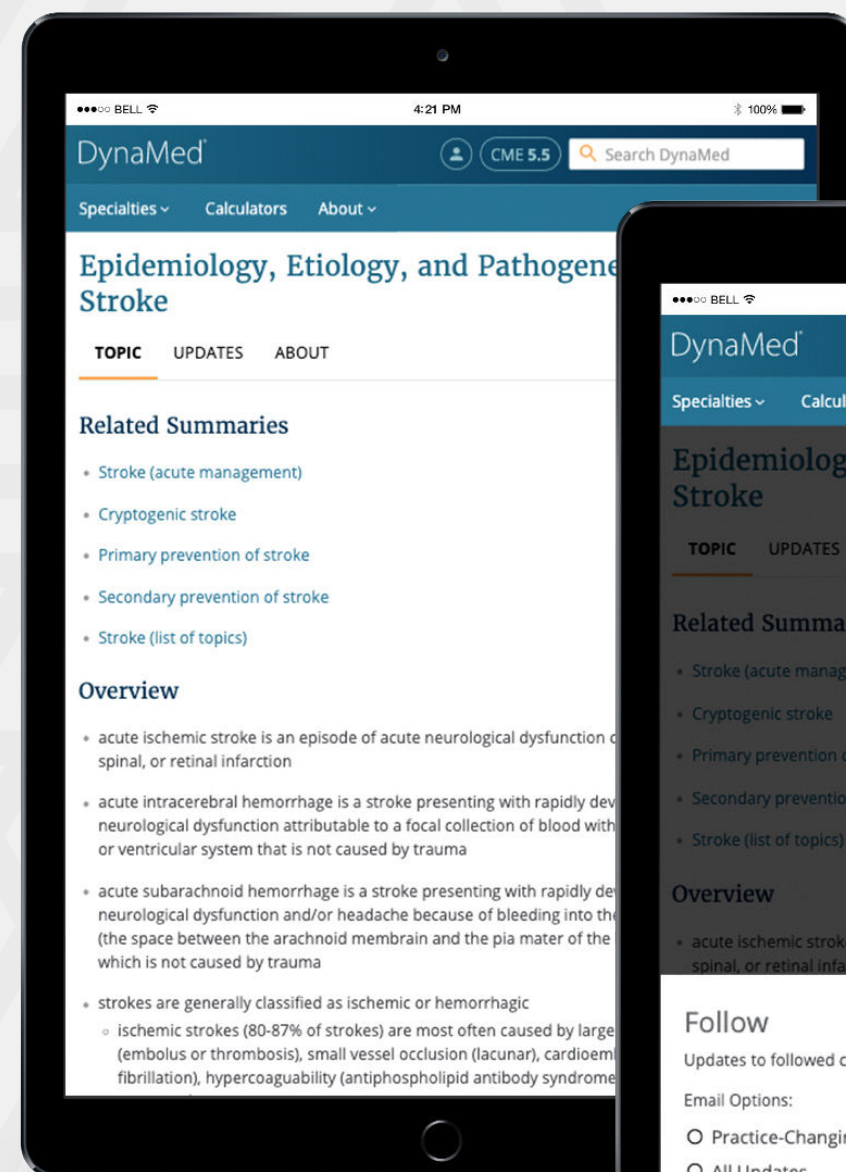 BELL
4:21 PM
100%
DynaMed
CME 5.5
Search DynaMed
Specialties
Calculators
About
Epidemiology, Etiology, and Pathogene
Stroke
TOPIC UPDATES ABOUT
Related Summaries
Stroke (acute management)
Cryptogenic stroke
Primary prevention of stroke
Secondary prevention of stroke
Stroke (list of topics)
Overview
acute ischemic stroke is an episode of acute neurological dysfunction
spinal, or retinal infarction
acute intracerebral hemorrhage is a stroke presenting with rapidly dev
neurological dysfunction attributable to a focal collection of blood with
or ventricular system that is not caused by trauma
acute subarachnoid hemorrhage is a stroke presenting with rapidly de
neurological dysfunction and/or headache because of bleeding into the
(the space between the arachnoid membrain and the pia mater of the
which is not caused by trauma
strokes are generally classified as ischemic or hemorrhagic
ischemic strokes (80-87% of strokes) are most often caused by large
(embolus or thrombosis), small vessel occlusion (lacunar), cardioem
fibrillation), hypercoaguability (antiphospholipid antibody syndrome
BELL
DynaMed
Specialties
Calcul
Epidemiolog
Stroke
TOPIC UPDATES
Related Summa
Stroke (acute manag
Cryptogenic stroke
Primary prevention
Secondary preventio
Stroke (list of topics)
Overview
acute ischemic strok
spinal, or retinal infa
Follow
Updates to followed c
Email Options:
Practice-Changin
All Updates